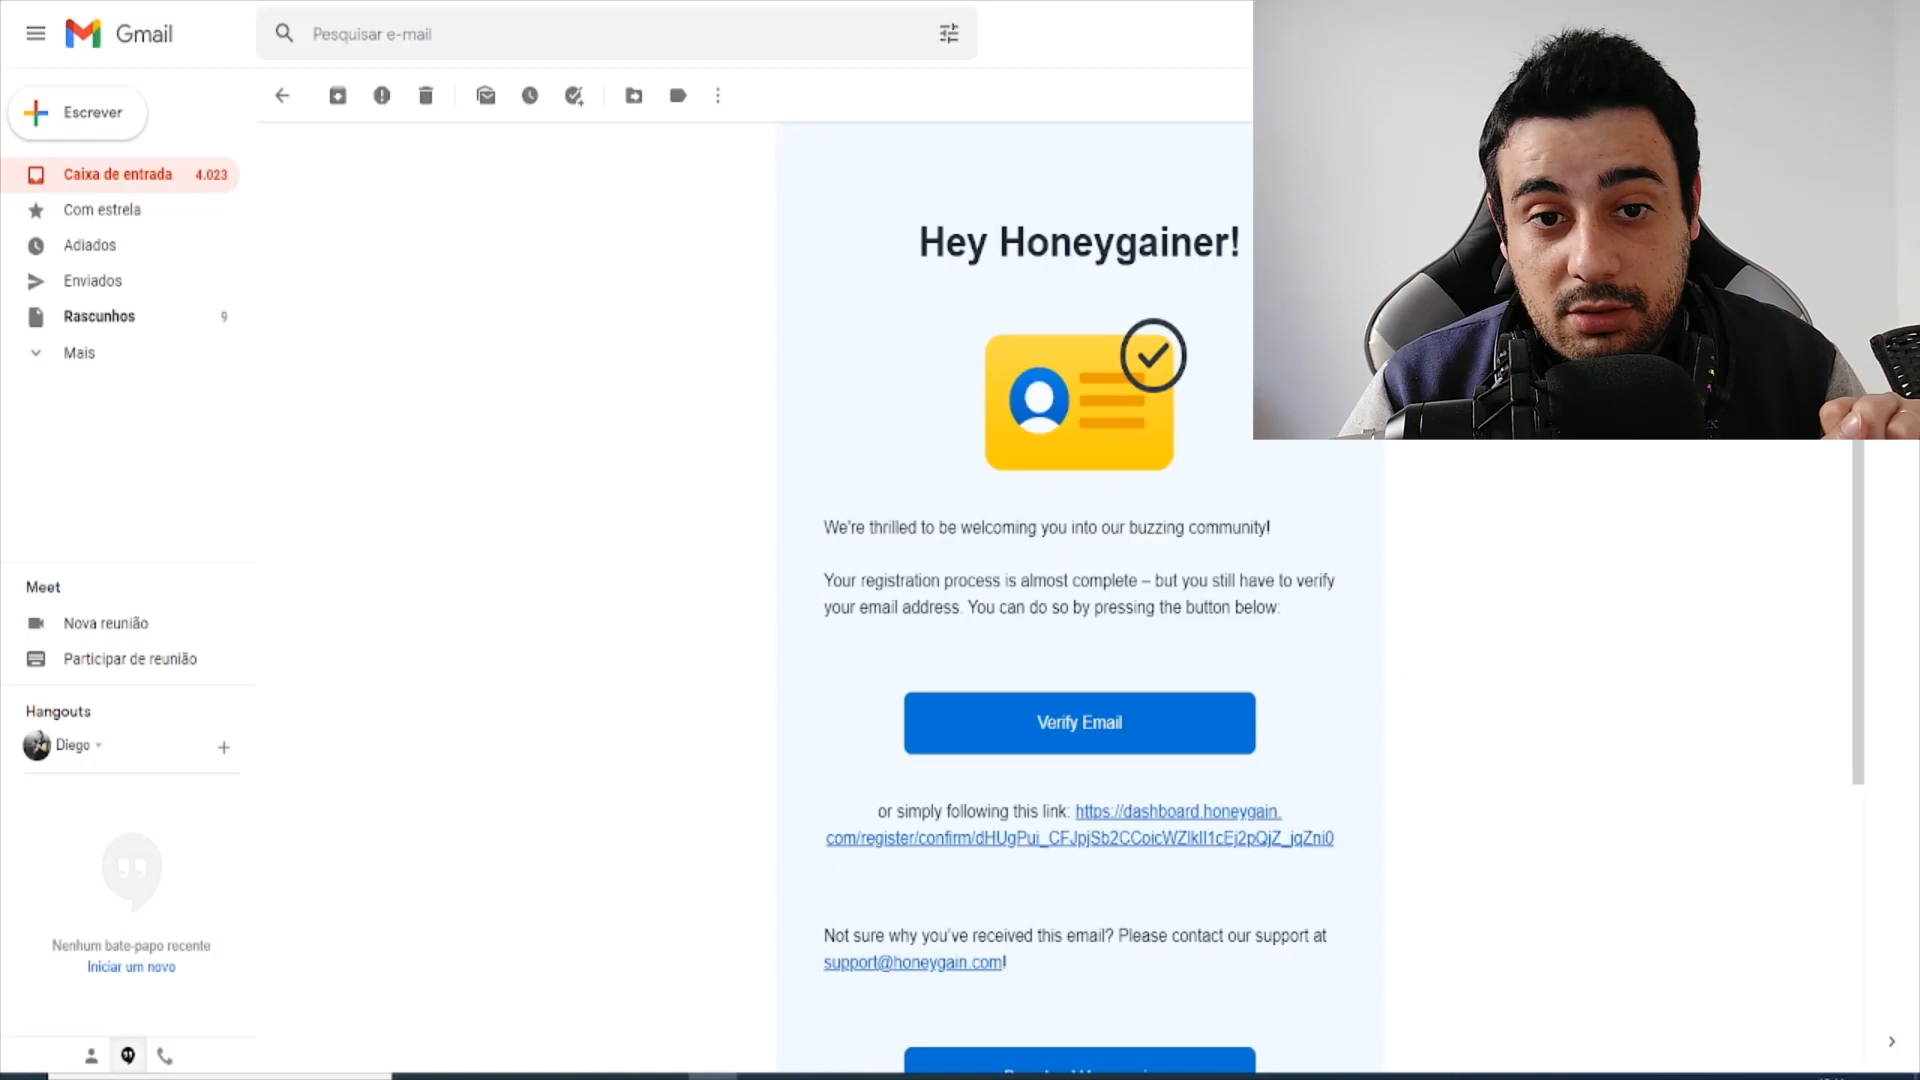 Gmail
Pesquisar e-mail
Escrever
Caixa de entrada 4.023
Com estrela
Adiados
Enviados
Rascunhos 9
Mais
Meet
Nova reunião
Participar de reunião
Hangouts
Diego
Nenhum bate-papo recente
Iniciar um novo
Hey Honeygainer!
We're thrilled to be welcoming you into our buzzing community!
Your registration process is almost complete – but you still have to verify
your email address. You can do so by pressing the button below:
Verify Email
or simply following this link: https://dashboard.honeygain.
com/register/confirm/dHUgPui_CFJpjSb2CCoicWZlkII1cEj2pQjZ_jqZni0
Not sure why you've received this email? Please contact our support at
support@honeygain.com!